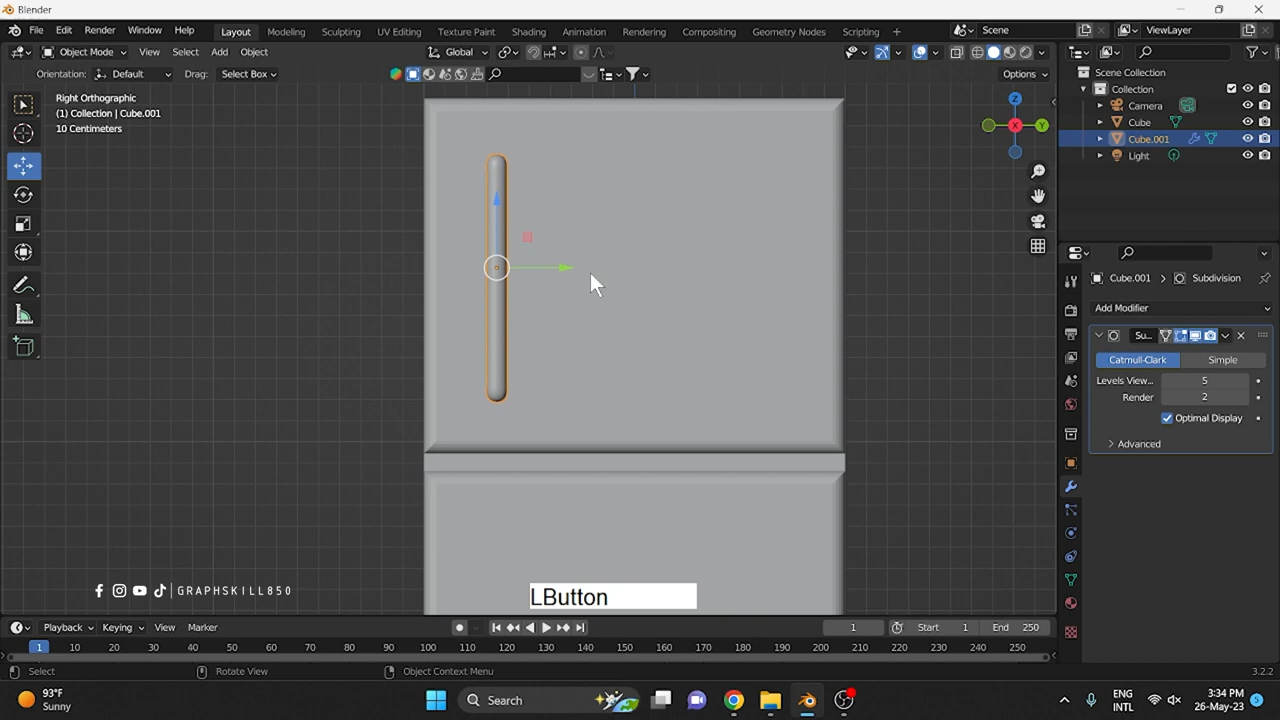 Blender
File Edit Render Window Help
Layout Modeling Sculpting UV Editing Texture Paint Shading Animation Rendering Compositing Geometry Nodes Scripting +
Scene ViewLayer
Object Mode View Select Add Object
Global
Orientation: Default Drag: Select Box
Options
Right Orthographic
(1) Collection | Cube.001
10 Centimeters
Z
X
Y
Scene Collection
Collection
Camera
Cube
Cube.001
Light
Cube.001 > Subdivision
Add Modifier
Su...
Catmull-Clark Simple
Levels View... 5
Render 2
Optimal Display
Advanced
GRAPHSKILL850
LButton
Playback Keying View Marker
1 Start 1 End 250
1 10 20 30 40 50 60 70 80 90 100 110 120 130 140 150 160 170 180 190 200 210 220 230 240 250
Select Rotate View Object Context Menu 3.2.2
93°F
Sunny
Search
ENG
INTL
3:34 PM
26-May-23
5